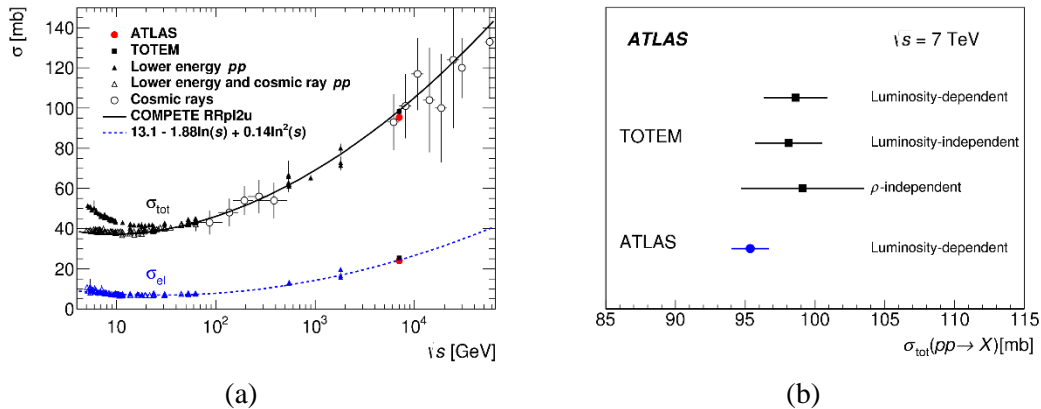 σ [mb]
140
120
100
80
60
40
20
0
ATLAS
TOTEM
Lower energy pp
Lower energy and cosmic ray pp
Cosmic rays
COMPETE RRpl2u
13.1 - 1.88ln(s) + 0.14ln²(s)
σtot
σel
10 10² 10³ 10⁴
√s [GeV]
(a)
ATLAS √s = 7 TeV
Luminosity-dependent
TOTEM Luminosity-independent
ρ-independent
ATLAS Luminosity-dependent
85 90 95 100 105 110 115
σtot(pp→ X)[mb]
(b)